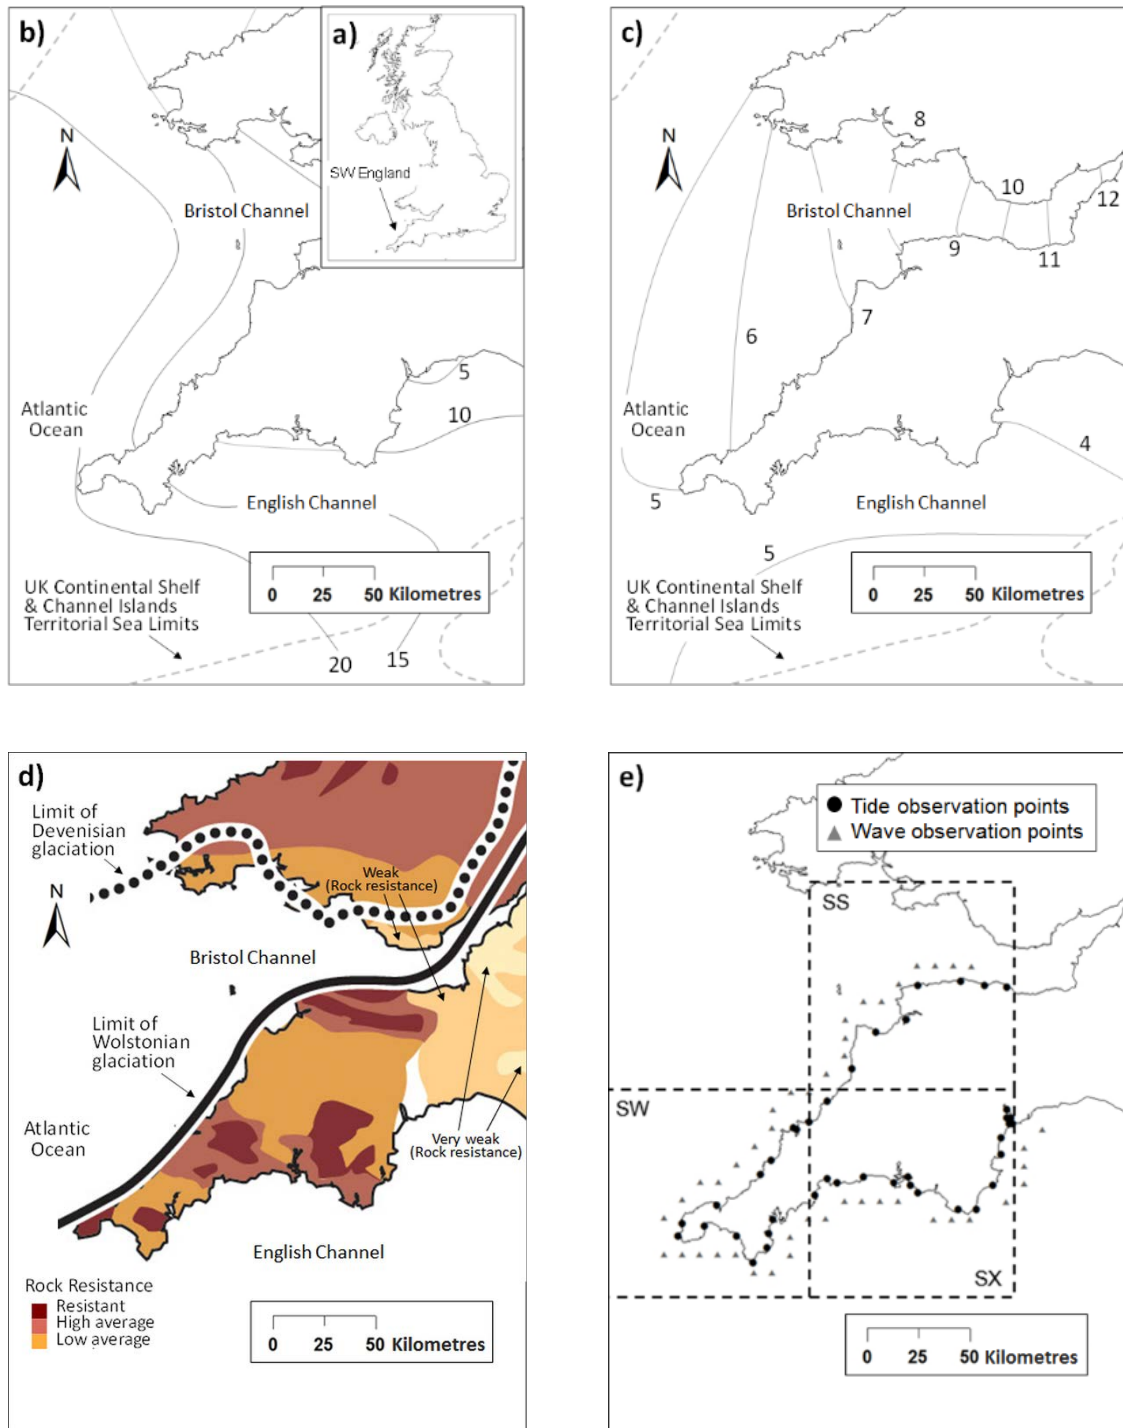 b)
a)
N
SW England
Bristol Channel
5
10
Atlantic
Ocean
English Channel
UK Continental Shelf
& Channel Islands
Territorial Sea Limits
0 25 50 Kilometres
20
15
c)
N
8
10
12
Bristol Channel
9
11
7
6
Atlantic
Ocean
4
5
English Channel
5
UK Continental Shelf
& Channel Islands
Territorial Sea Limits
0 25 50 Kilometres
d)
Limit of
Devenisian
glaciation
N
Weak
(Rock resistance)
Bristol Channel
Limit of
Wolstonian
glaciation
Atlantic
Ocean
Very weak
(Rock resistance)
English Channel
Rock Resistance
Resistant
High average
Low average
0 25 50 Kilometres
e)
Tide observation points
Wave observation points
SS
SW
SX
0 25 50 Kilometres